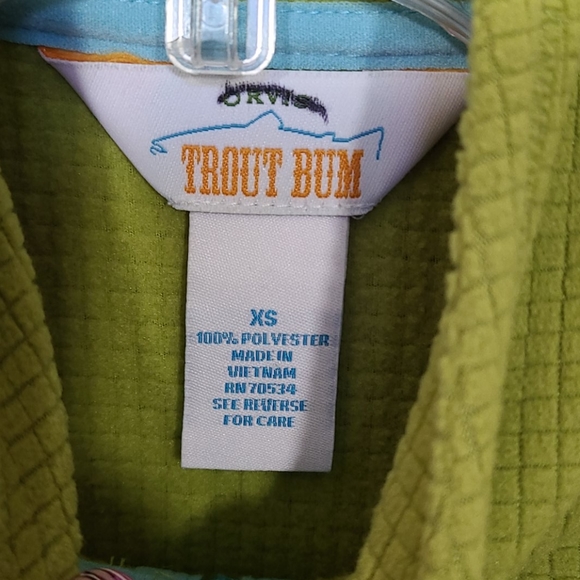 ORVIS
TROUT BUM
XS
100% POLYESTER
MADE IN
VIETNAM
RN 70534
SEE REVERSE
FOR CARE